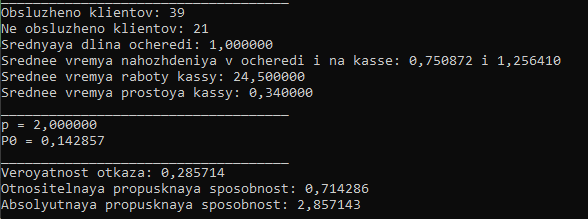 Obsluzheno klientov: 39
Ne obsluzheno klientov: 21
Srednyaya dlina ocheredi: 1,000000
Srednee vremya nahozhdeniya v ocheredi i na kasse: 0,750872 i 1,256410
Srednee vremya raboty kassy: 24,500000
Srednee vremya prostoya kassy: 0,340000
p = 2,000000
P0 = 0,142857
Veroyatnost otkaza: 0,285714
Otnositelnaya propusknaya sposobnost: 0,714286
Absolyutnaya propusknaya sposobnost: 2,857143